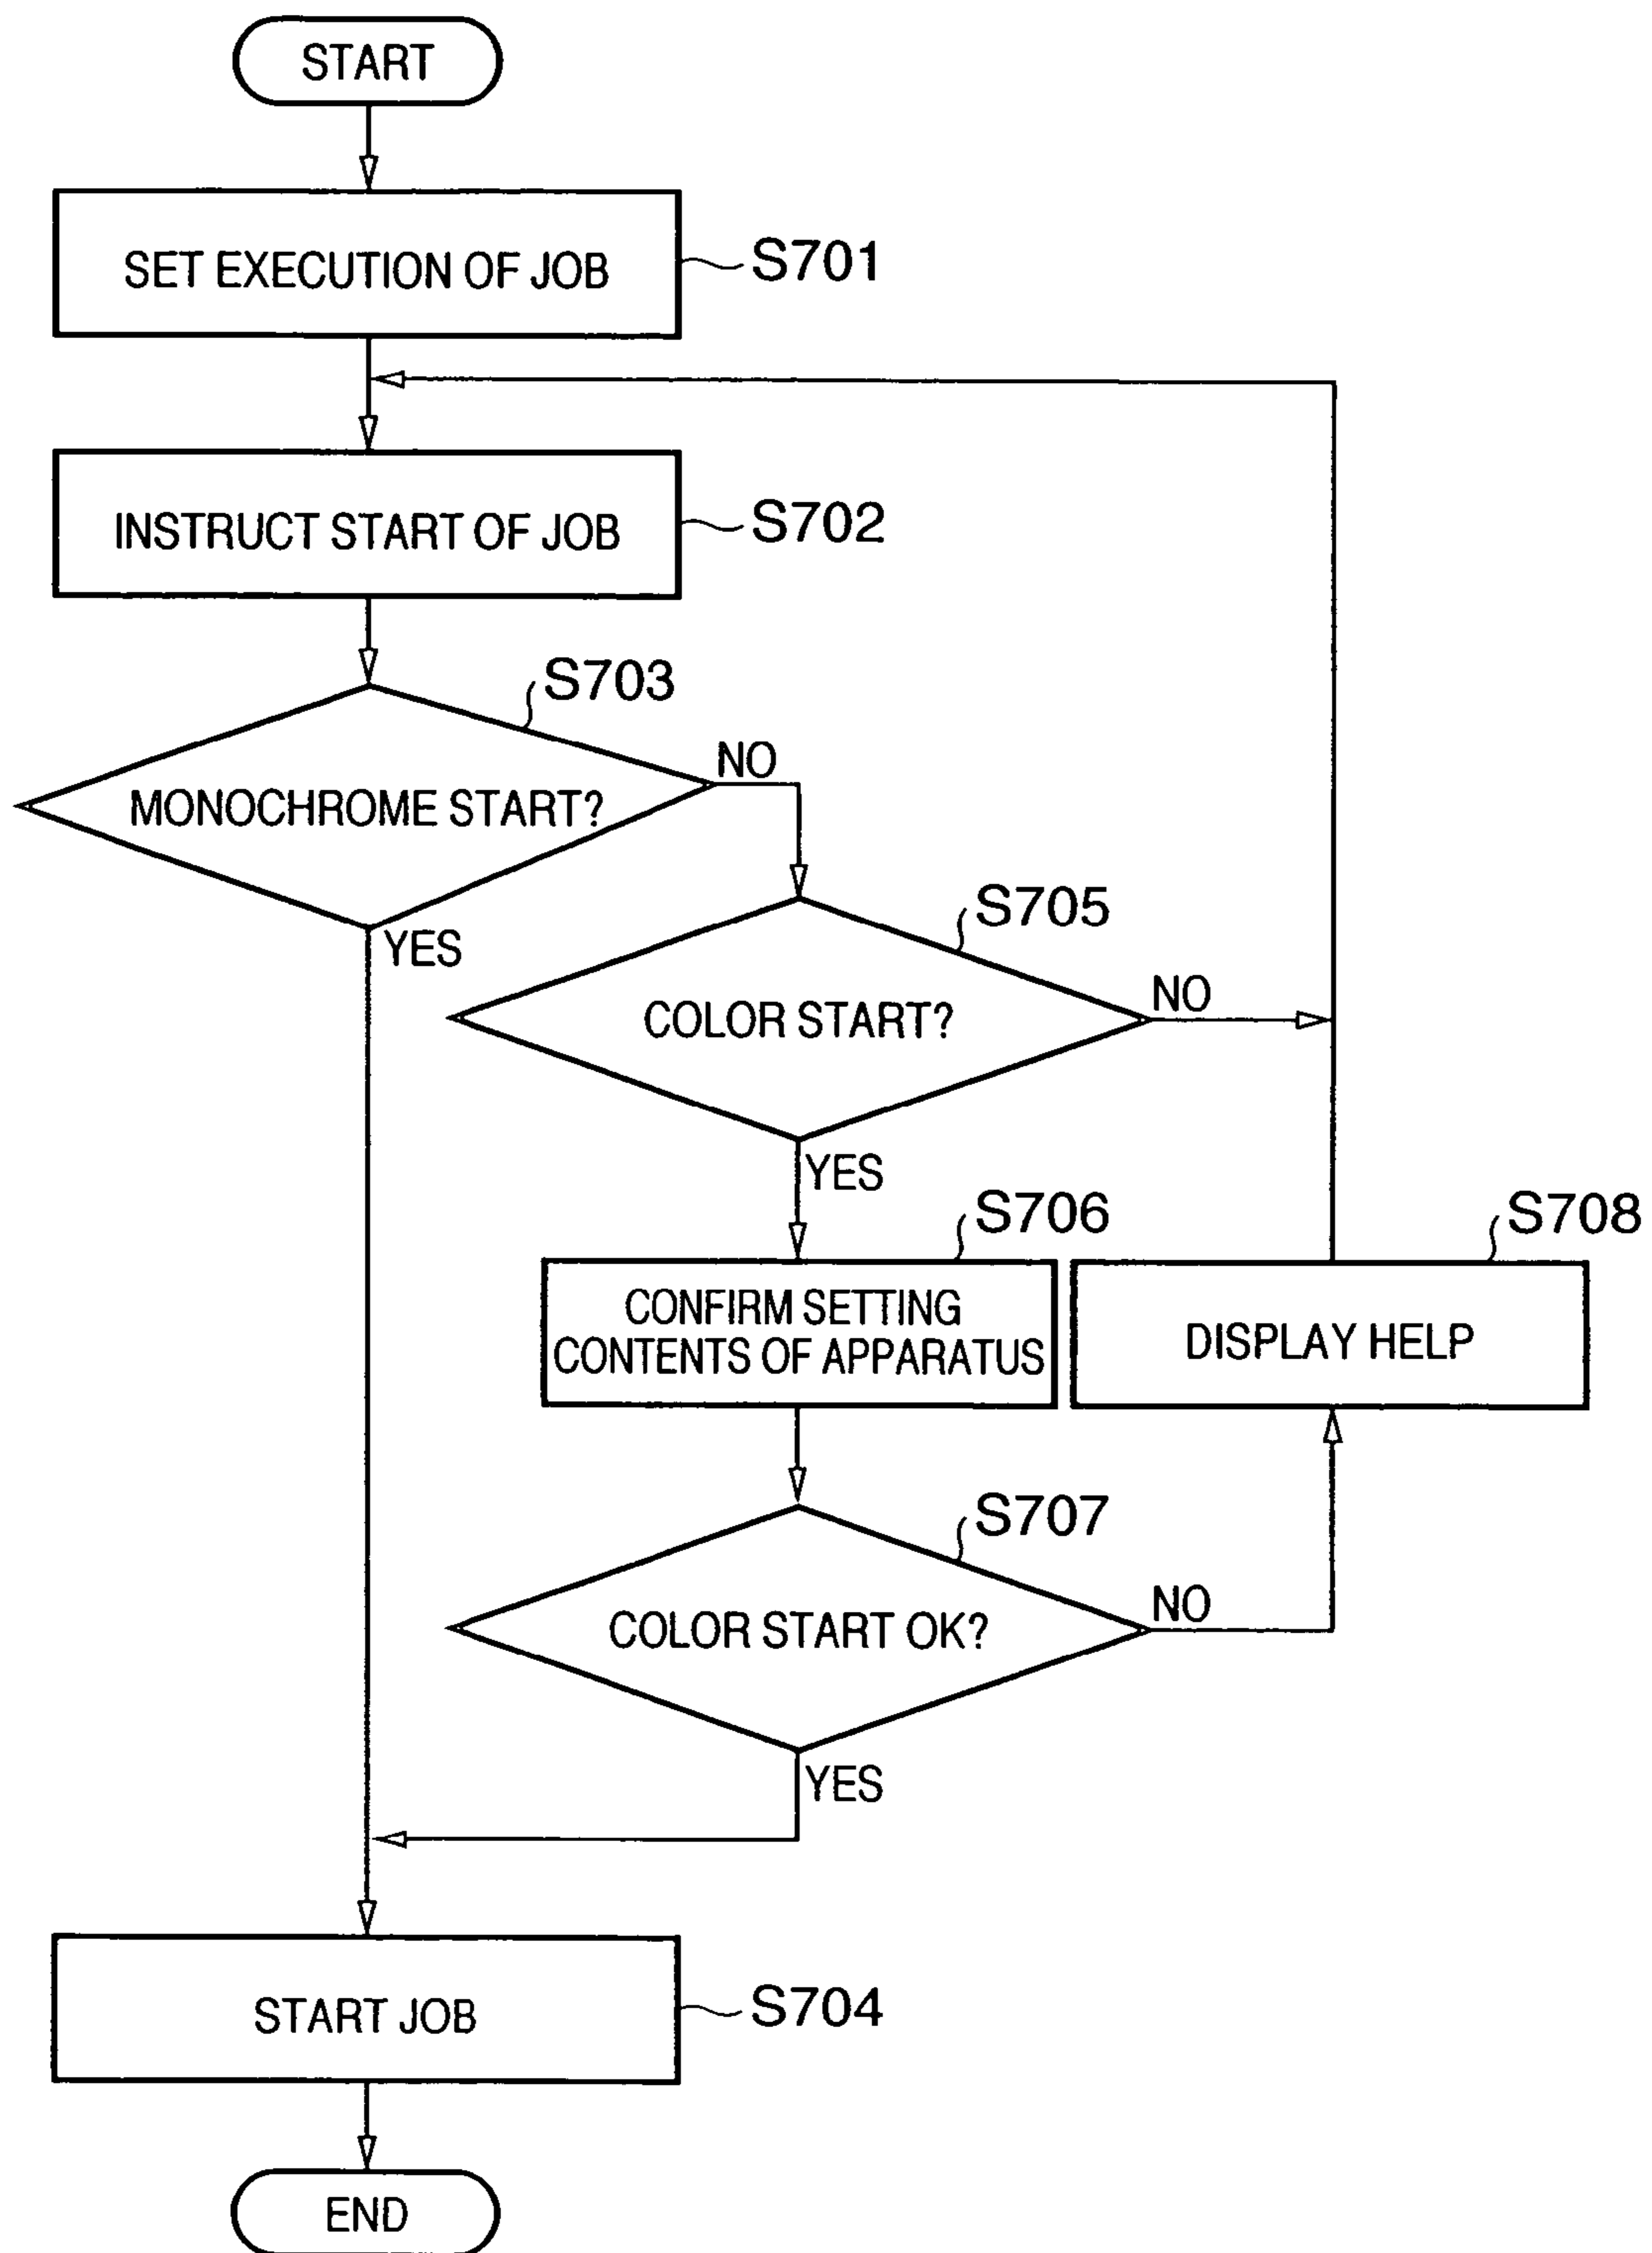 START
SET EXECUTION OF JOB
S701
INSTRUCT START OF JOB
S702
S703
MONOCHROME START?
NO
YES
S705
COLOR START?
NO
YES
S706
CONFIRM SETTING
CONTENTS OF APPARATUS
S708
DISPLAY HELP
S707
COLOR START OK?
NO
YES
START JOB
S704
END